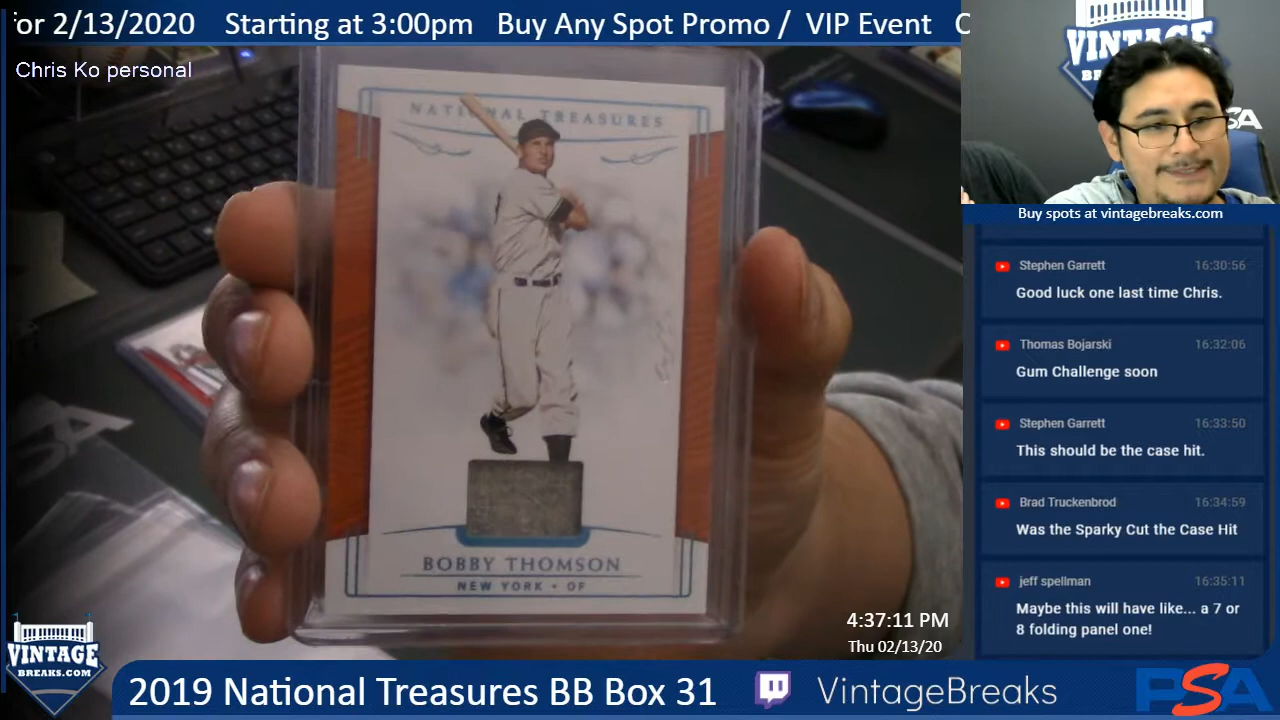 or 2/13/2020 Starting at 3:00pm Buy Any Spot Promo / VIP Event
Chris Ko personal
NATIONAL TREASURES
BOBBY THOMSON
NEW YORK • OF
VINTAGE
SA
Buy spots at vintagebreaks.com
Stephen Garrett 16:30:56
Good luck one last time Chris.
Thomas Bojarski 16:32:06
Gum Challenge soon
Stephen Garrett 16:33:50
This should be the case hit.
Brad Truckenbrod 16:34:59
Was the Sparky Cut the Case Hit
jeff spellman 16:35:11
Maybe this will have like... a 7 or
8 folding panel one!
4:37:11 PM
Thu 02/13/20
VINTAGE
BREAKS.COM
2019 National Treasures BB Box 31
VintageBreaks
PSA